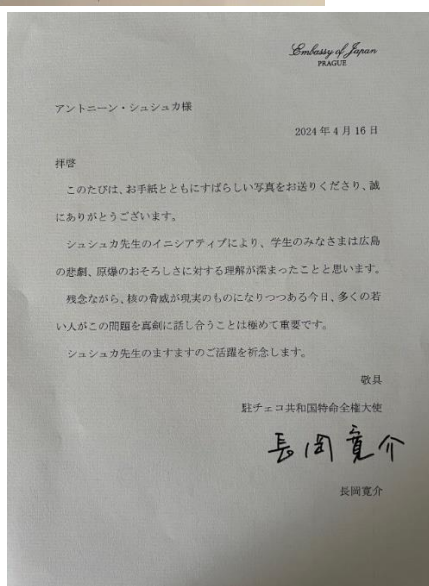 Embassy of Japan
PRAGUE
アントニーン・シュシュカ様
2024年4月16日
拝啓
このたびは、お手紙とともにすばらしい写真をお送りくださり、誠
にありがとうございます。
シュシュカ先生のイニシアティブにより、学生のみなさまは広島
の悲劇、原爆のおそろしさに対する理解が深まったことと思います。
残念ながら、核の脅威が現実のものになりつつある今日、多くの若
い人がこの問題を真剣に話し合うことは極めて重要です。
シュシュカ先生のますますのご活躍を祈念します。
敬具
駐チェコ共和国特命全権大使
長岡寛介
長岡寛介